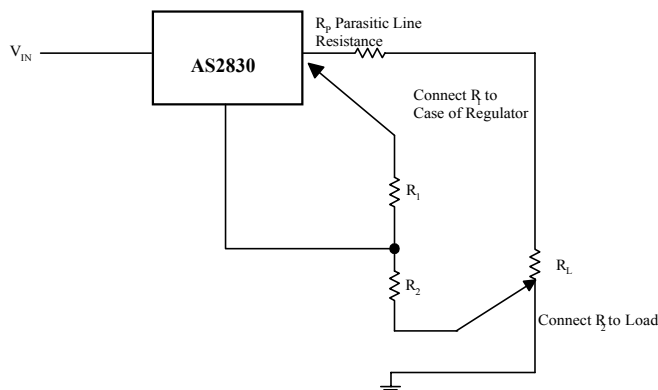 R_P Parasitic Line
Resistance
V_IN
AS2830
Connect R_1 to
Case of Regulator
R_1
R_2
R_L
Connect R_2 to Load